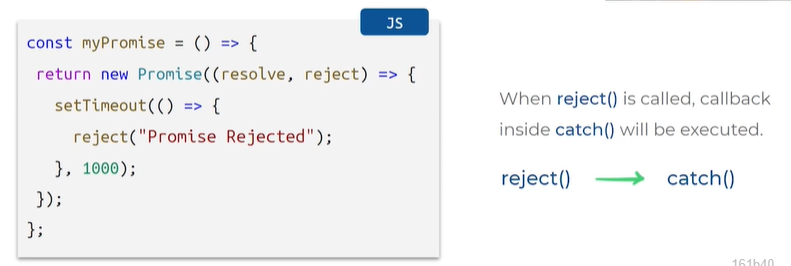 JS
const myPromise = () => {
return new Promise((resolve, reject) => {
setTimeout(() => {
reject("Promise Rejected");
}, 1000);
});
};
When reject() is called, callback
inside catch() will be executed.
reject() → catch()